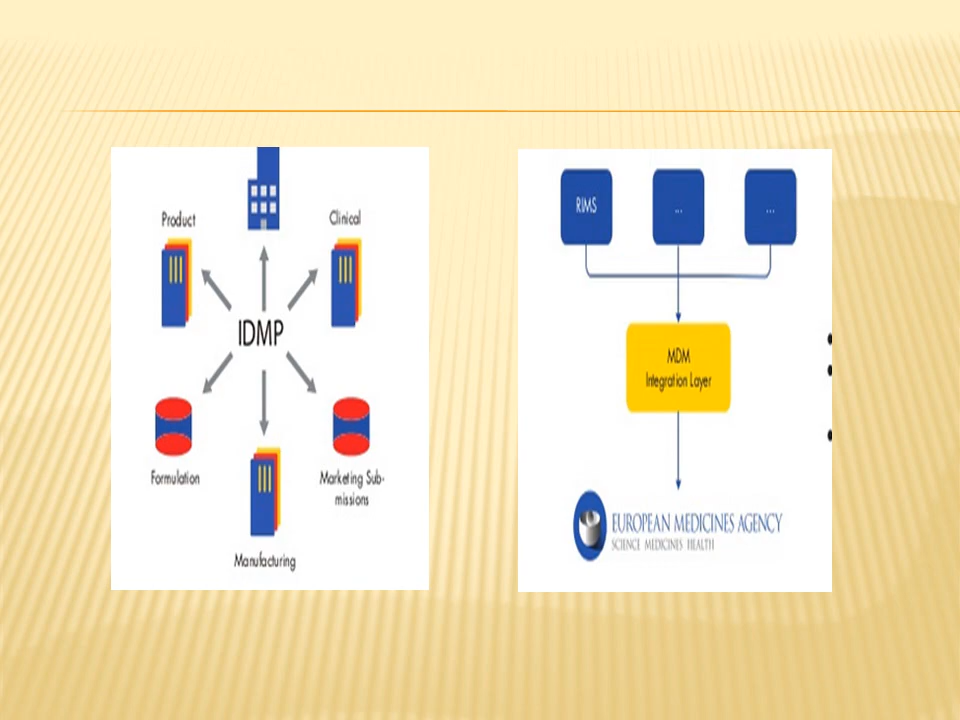 Product
Clinical
IDMP
Formulation
Marketing Sub-
missions
Manufacturing
RIMS
...
...
MDM
Integration Layer
EUROPEAN MEDICINES AGENCY
SCIENCE MEDICINES HEALTH